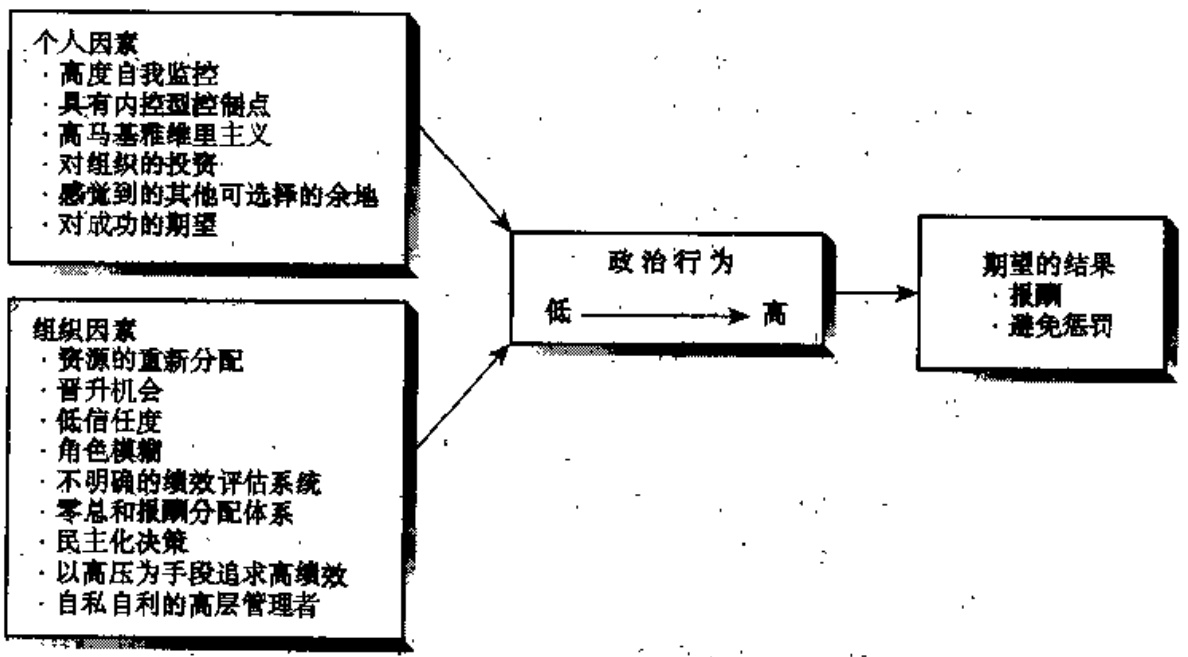 个人因素
· 高度自我监控
· 具有内控型控制点
· 高马基雅维里主义
· 对组织的投资
· 感觉到的其他可选择的余地
· 对成功的期望
组织因素
· 资源的重新分配
· 晋升机会
· 低信任度
· 角色模糊
· 不明确的绩效评估系统
· 零总和报酬分配体系
· 民主化决策
· 以高压为手段追求高绩效
· 自私自利的高层管理者
政治行为
低 高
期望的结果
· 报酬
· 避免惩罚